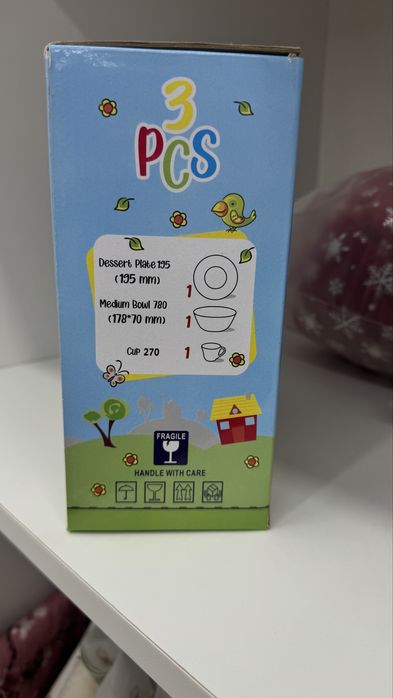 3
PCS
Dessert Plate 195
(195 mm)
1
Medium Bowl 780
(178*70 mm)
1
Cup 270
1
FRAGILE
HANDLE WITH CARE